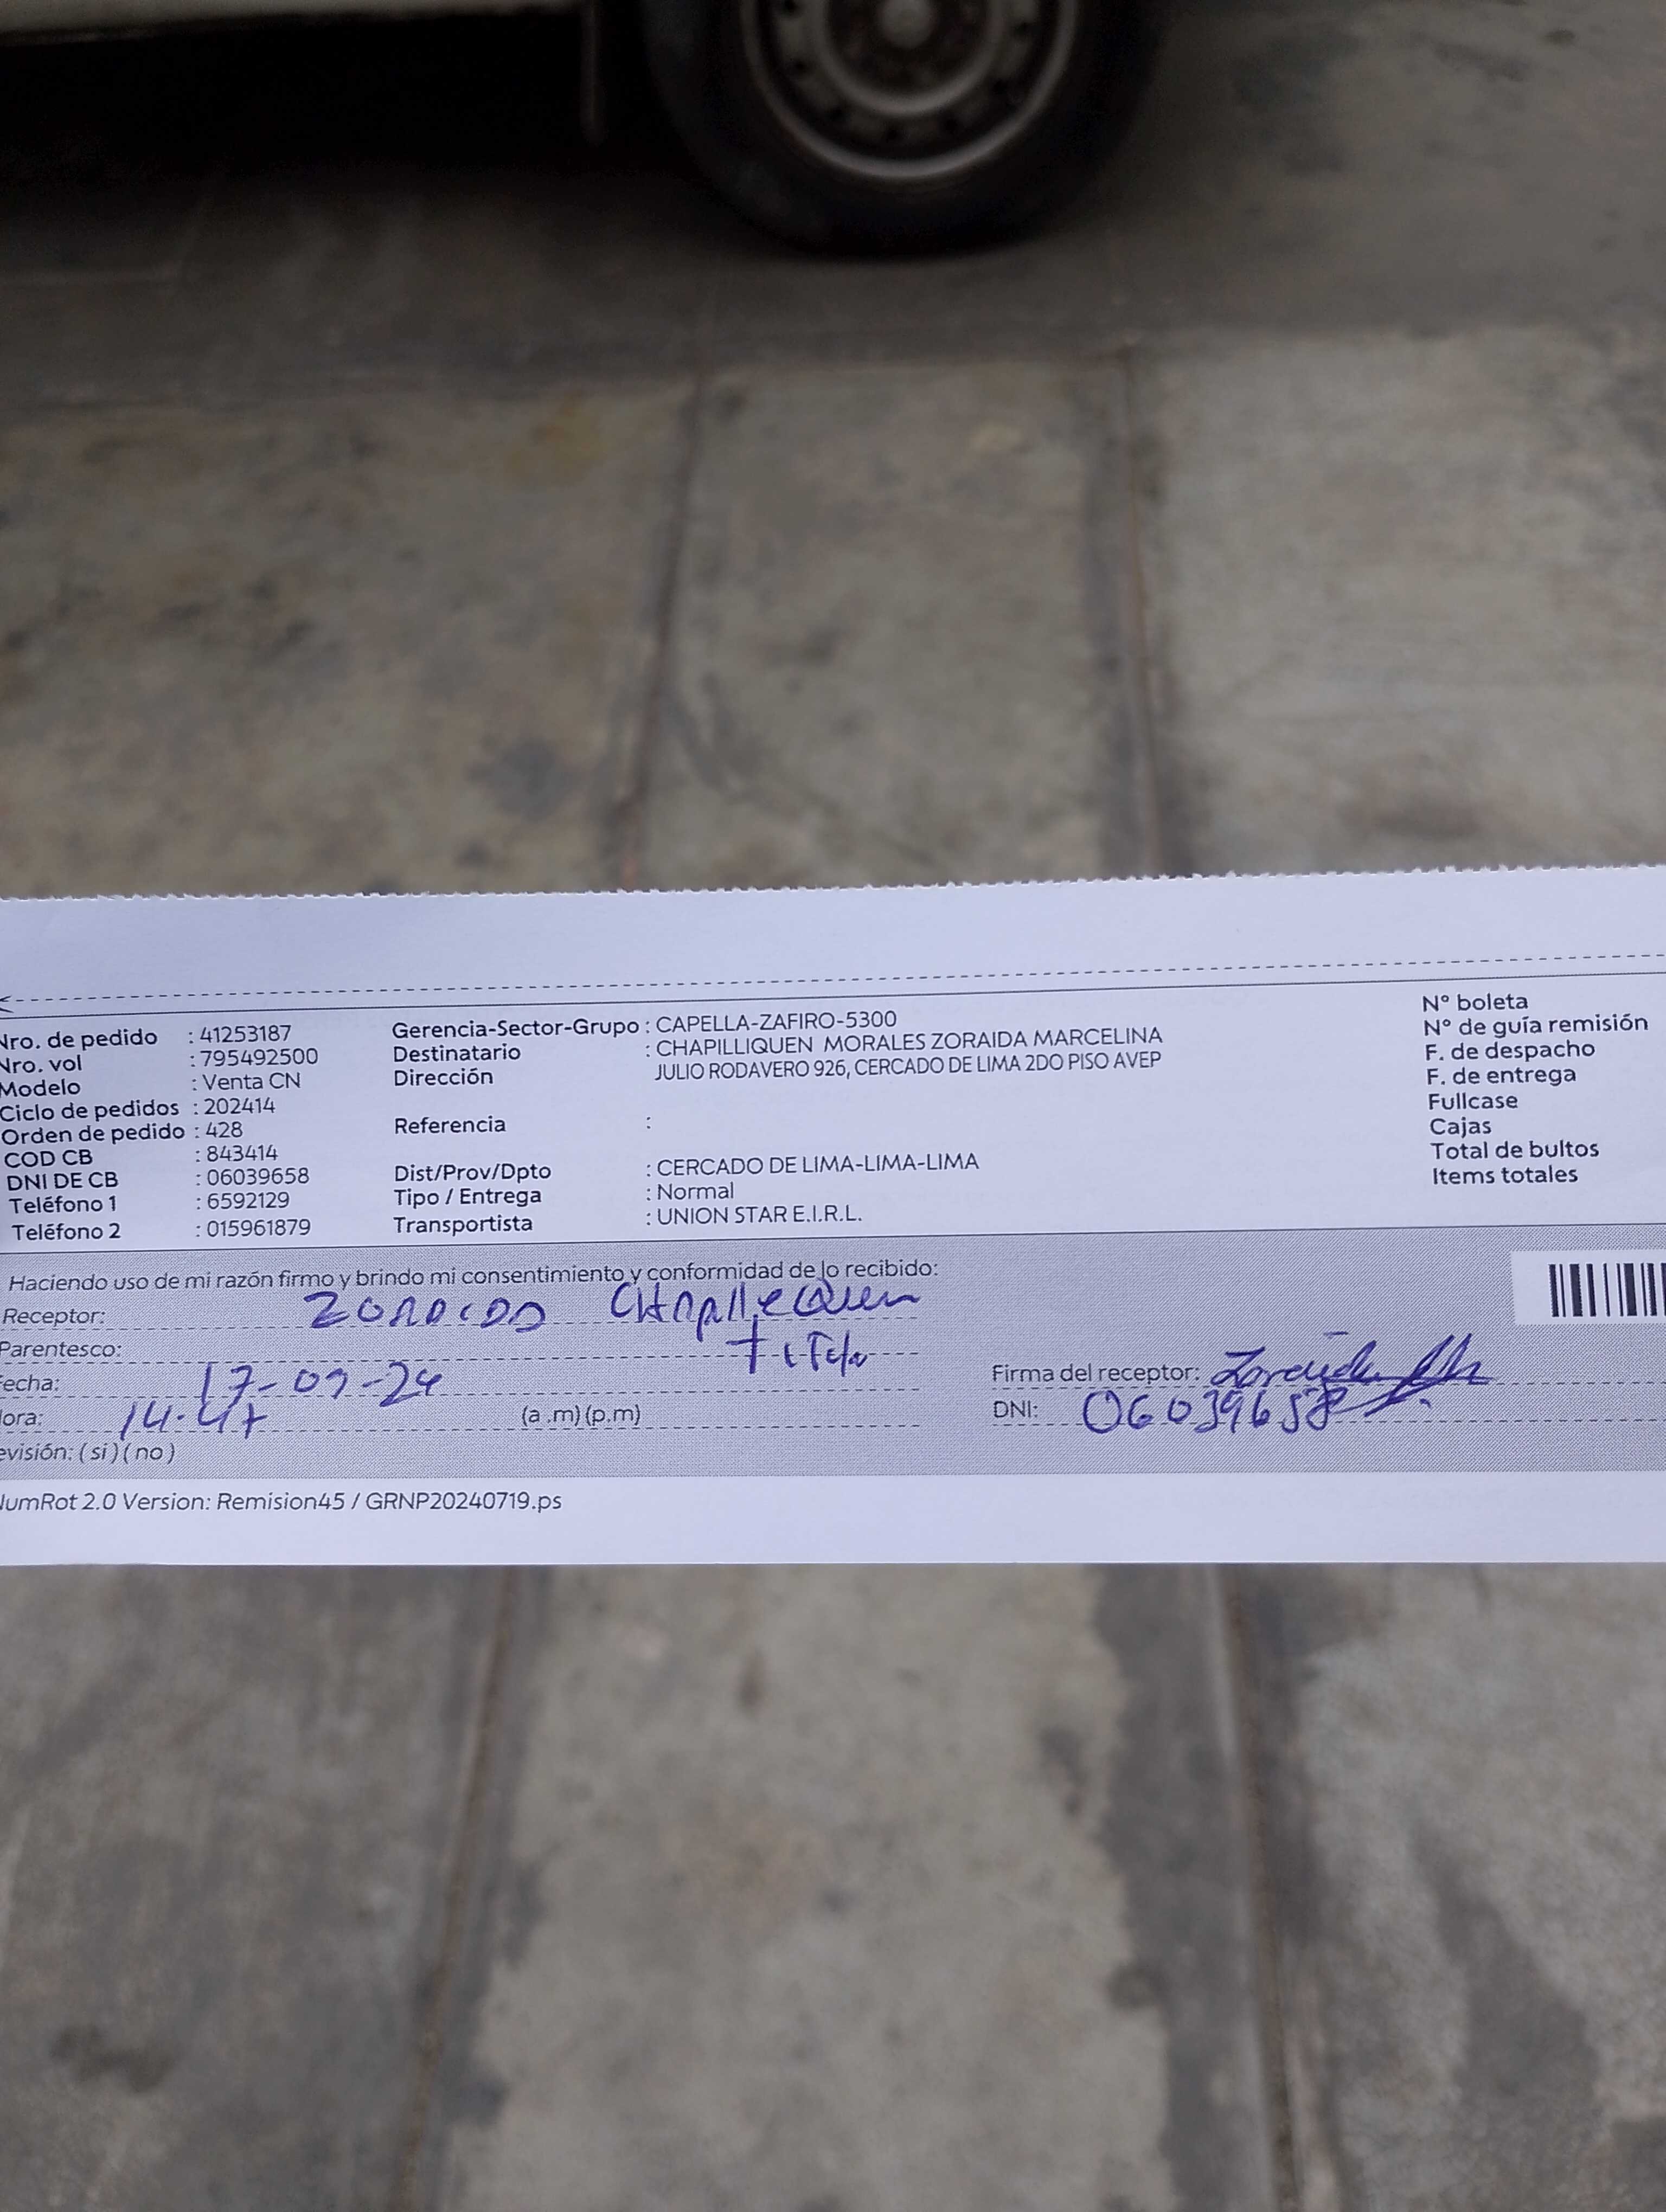 Nro. de pedido : 41253187
Nro. vol : 795492500
Modelo : Venta CN
Ciclo de pedidos : 202414
Orden de pedido : 428
COD CB : 843414
DNI DE CB : 06039658
Teléfono 1 : 6592129
Teléfono 2 : 015961879
Gerencia-Sector-Grupo : CAPELLA-ZAFIRO-5300
Destinatario : CHAPILLIQUEN MORALES ZORAIDA MARCELINA
Dirección JULIO RODAVERO 926, CERCADO DE LIMA 2DO PISO AVEP
Referencia :
Dist/Prov/Dpto : CERCADO DE LIMA-LIMA-LIMA
Tipo / Entrega : Normal
Transportista : UNION STAR E.I.R.L.
N° boleta
N° de guía remisión
F. de despacho
F. de entrega
Fullcase
Cajas
Total de bultos
Items totales
Haciendo uso de mi razón firmo y brindo mi consentimiento y conformidad de lo recibido:
Receptor:
Parentesco:
echa: 17-09-24
ora: 14.47 (a.m) (p.m)
evisión: ( si ) ( no )
Firma del receptor: Zoraida
DNI: 06039658
NumRot 2.0 Version: Remision45 / GRNP20240719.ps